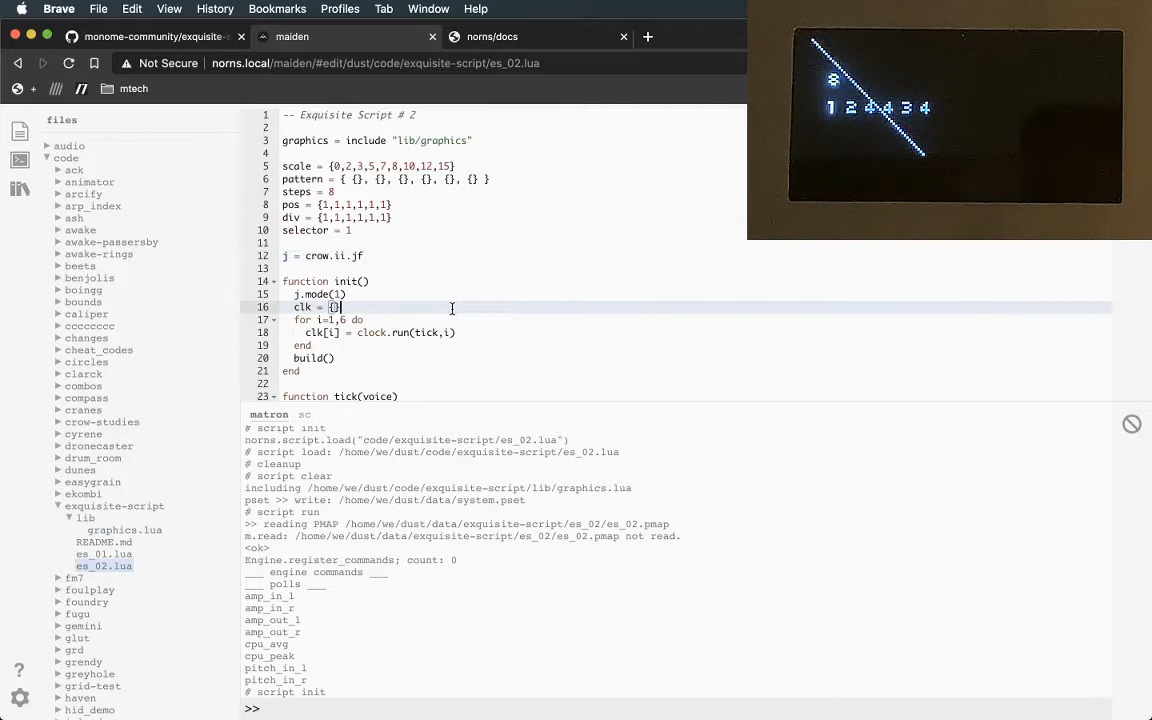 Brave File Edit View History Bookmarks Profiles Tab Window Help
monome-community/exquisite-s
maiden
norns/docs
Not Secure norns.local/maiden/#edit/dust/code/exquisite-script/es_02.lua
mtech
8
1 2 4 4 3 4
files
audio
code
ack
animator
arcify
arp_index
ash
awake
awake-passersby
awake-rings
beets
benjolis
boingg
bounds
caliper
cccccccc
changes
cheat_codes
circles
clarck
combos
compass
cranes
crow-studies
cyrene
dronecaster
drum_room
dunes
easygrain
ekombi
exquisite-script
lib
graphics.lua
README.md
es_01.lua
es_02.lua
fm7
foulplay
foundry
fugu
gemini
glut
grd
grendy
greyhole
grid-test
haven
hid_demo
1 -- Exquisite Script # 2
2
3 graphics = include "lib/graphics"
4
5 scale = {0,2,3,5,7,8,10,12,15}
6 pattern = { {}, {}, {}, {}, {}, {} }
7 steps = 8
8 pos = {1,1,1,1,1,1}
9 div = {1,1,1,1,1,1}
10 selector = 1
11
12 j = crow.ii.jf
13
14 function init()
15 j.mode(1)
16 clk = {}
17 for i=1,6 do
18 clk[i] = clock.run(tick,i)
19 end
20 build()
21 end
22
23 function tick(voice)
matron sc
# script init
norns.script.load("code/exquisite-script/es_02.lua")
# script load: /home/we/dust/code/exquisite-script/es_02.lua
# cleanup
# script clear
including /home/we/dust/code/exquisite-script/lib/graphics.lua
pset >> write: /home/we/dust/data/system.pset
# script run
>> reading PMAP /home/we/dust/data/exquisite-script/es_02/es_02.pmap
m.read: /home/we/dust/data/exquisite-script/es_02/es_02.pmap not read.
<ok>
Engine.register_commands; count: 0
___ engine commands ___
___ polls ___
amp_in_l
amp_in_r
amp_out_l
amp_out_r
cpu_avg
cpu_peak
pitch_in_l
pitch_in_r
# script init
>>